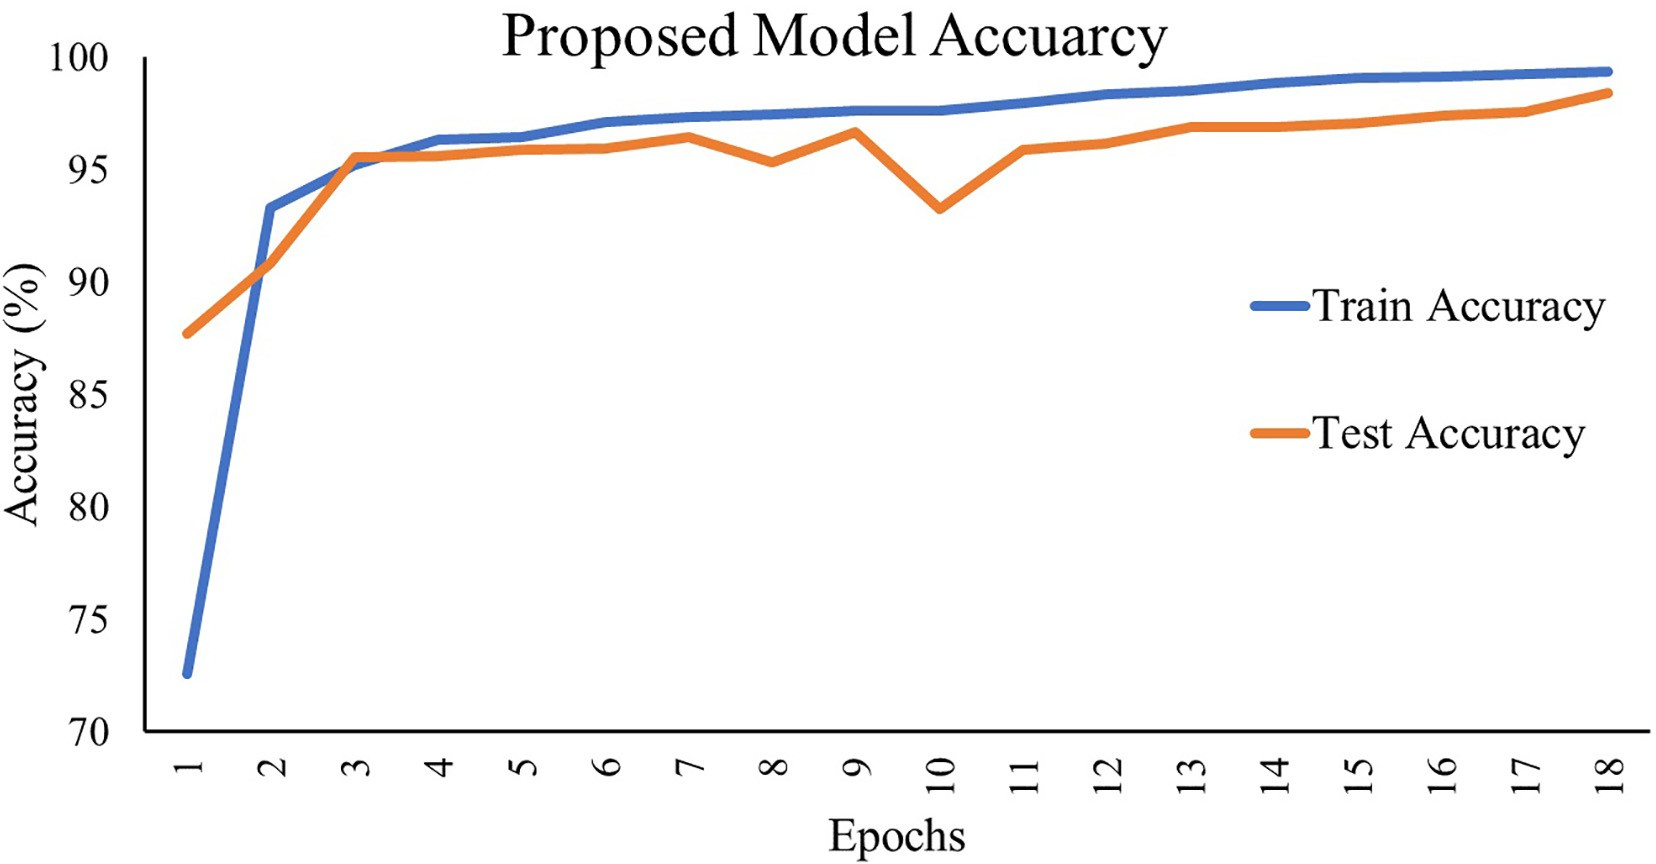 Proposed Model Accuarcy
100
95
90
85
80
75
70
Accuracy (%)
Train Accuracy
Test Accuracy
1 2 3 4 5 6 7 8 9 10 11 12 13 14 15 16 17 18
Epochs